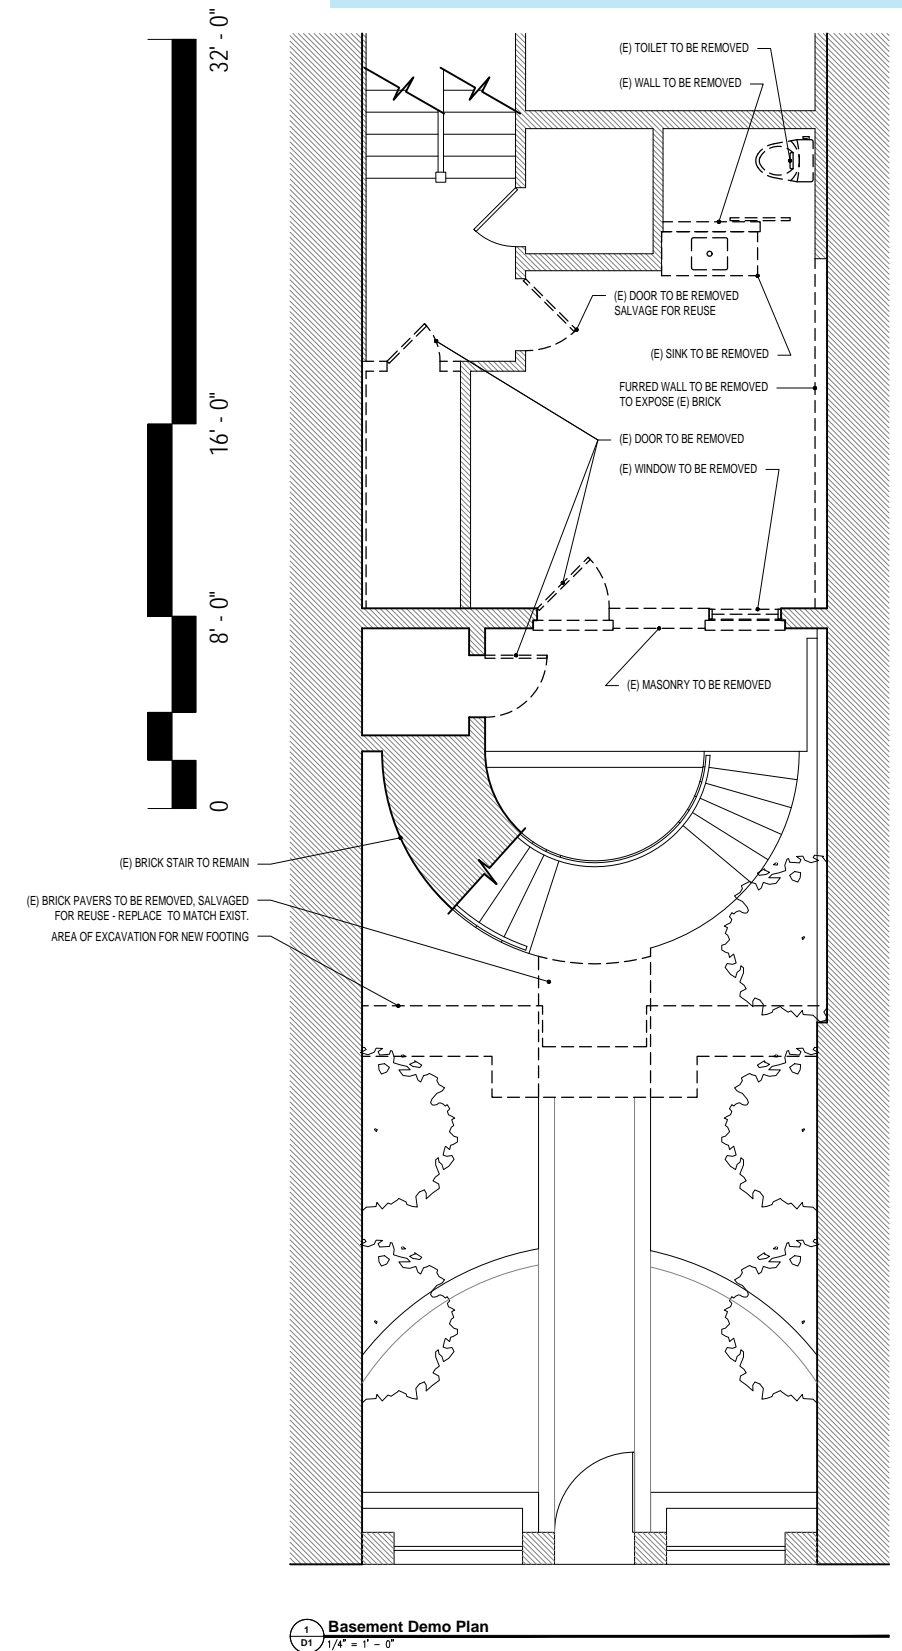 32' - 0"
16' - 0"
8' - 0"
0
(E) TOILET TO BE REMOVED
(E) WALL TO BE REMOVED
(E) DOOR TO BE REMOVED
SALVAGE FOR REUSE
(E) SINK TO BE REMOVED
FURRED WALL TO BE REMOVED
TO EXPOSE (E) BRICK
(E) DOOR TO BE REMOVED
(E) WINDOW TO BE REMOVED
(E) MASONRY TO BE REMOVED
(E) BRICK STAIR TO REMAIN
(E) BRICK PAVERS TO BE REMOVED, SALVAGED
FOR REUSE - REPLACE TO MATCH EXIST.
AREA OF EXCAVATION FOR NEW FOOTING
1
D1
Basement Demo Plan
1/4" = 1' - 0"